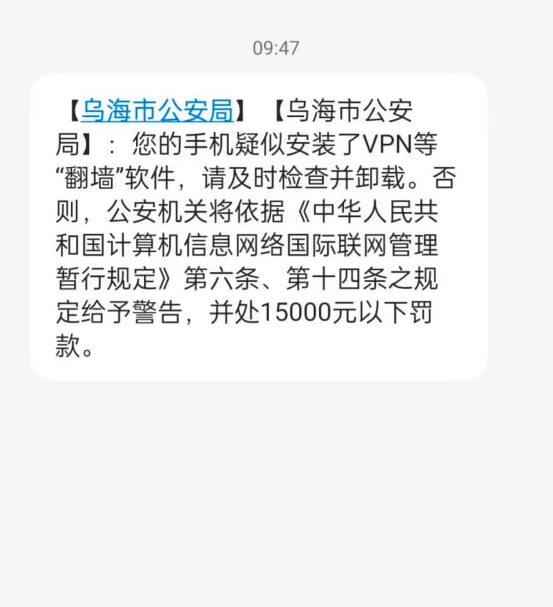 09:47
【乌海市公安局】【乌海市公安
局】：您的手机疑似安装了VPN等
“翻墙”软件，请及时检查并卸载。否
则，公安机关将依据《中华人民共
和国计算机信息网络国际联网管理
暂行规定》第六条、第十四条之规
定给予警告，并处15000元以下罚
款。